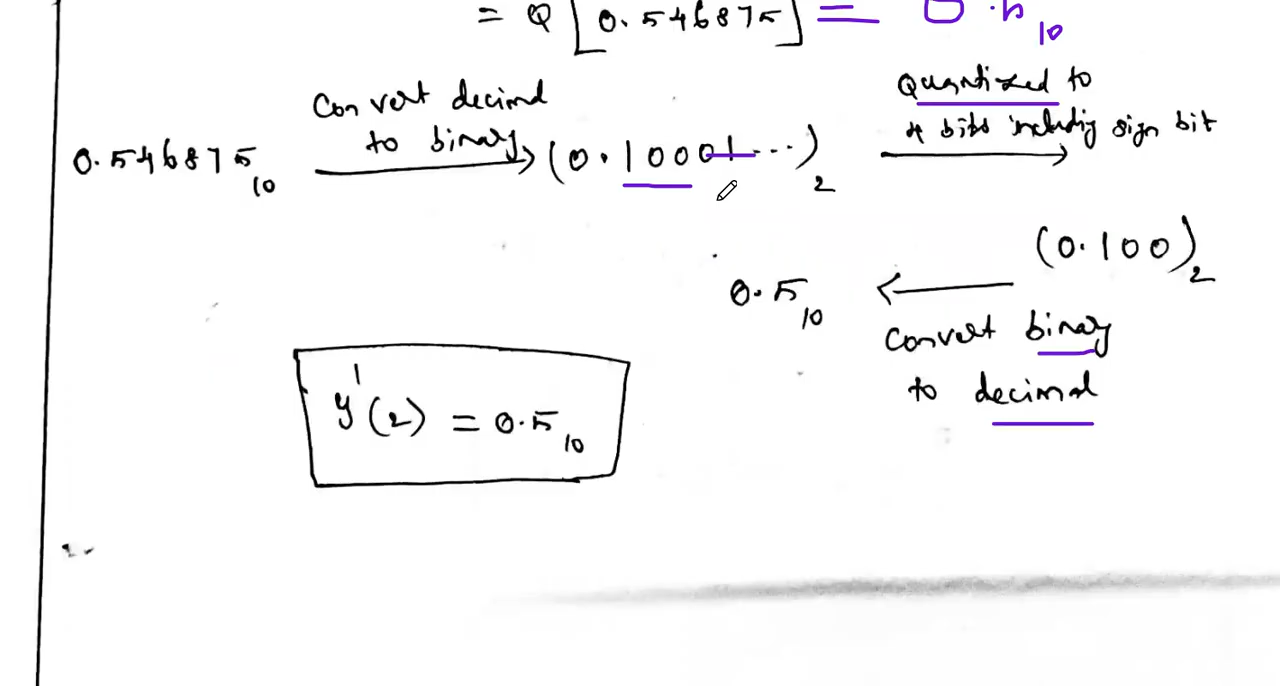 = Q [0.546875] = 0.5₁₀
Convert decimal to binary
Quantized to 4 bits including sign bit
0.546875₁₀ → (0.10001...)₂ →
(0.100)₂
0.5₁₀ ←
Convert binary
to decimal
y'(2) = 0.5₁₀